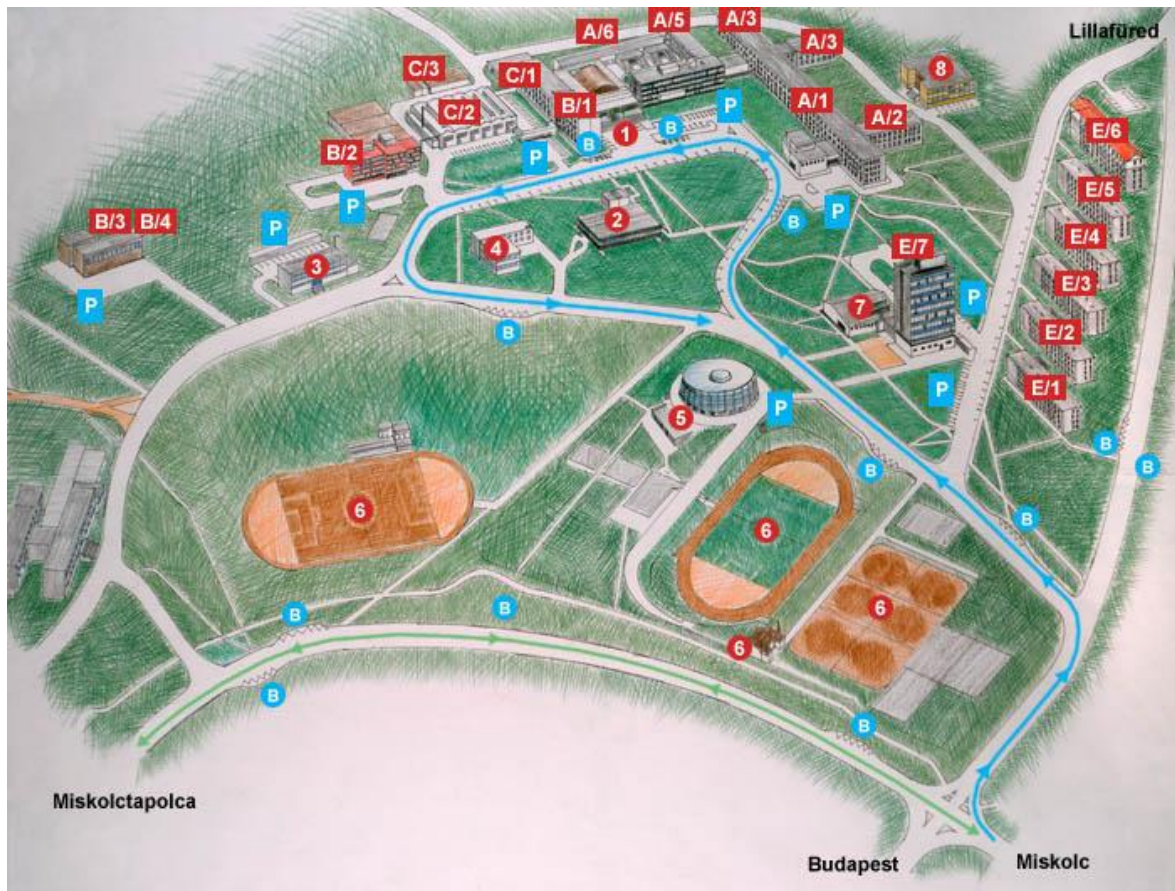 Lillafüred
A/3
A/5
A/6
A/3
8
C/3
C/1
A/1
A/2
C/2
B/1
P
1
B
B
E/6
B/2
P
E/5
P
P
B
2
B/3 B/4
P
4
E/4
E/7
3
E/3
P
P
7
B
E/2
E/1
P
P
5
B
B
B
6
6
B
6
B
B
6
B
B
Miskolctapolca
Budapest
Miskolc